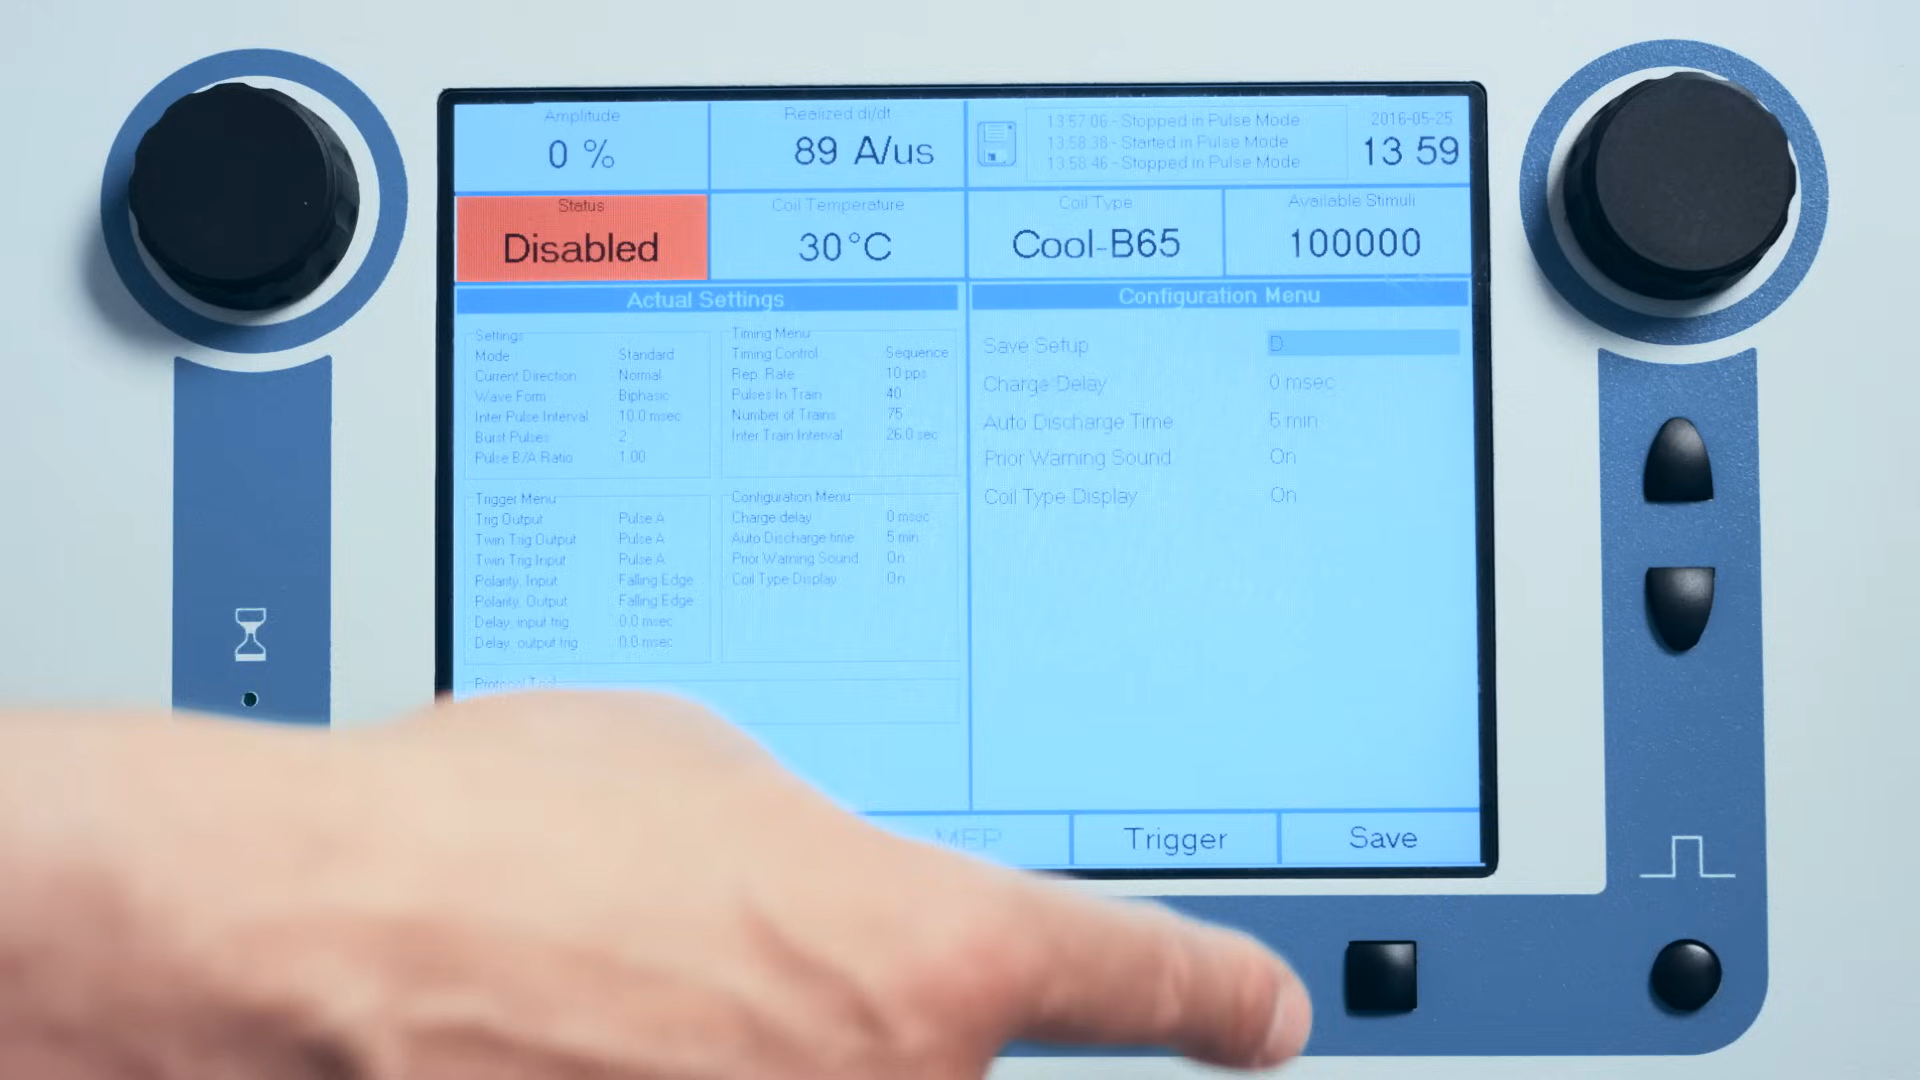 Amplitude
0 %
Realized di/dt
89 A/us
13:57:06 - Stopped in Pulse Mode
13:58:38 - Started in Pulse Mode
13:58:46 - Stopped in Pulse Mode
2016-05-25
13 59
Status
Disabled
Coil Temperature
30°C
Coil Type
Cool-B65
Available Stimuli
100000
Actual Settings
Settings
Mode Standard
Current Direction Normal
Wave Form Biphasic
Inter Pulse Interval 10.0 msec
Burst Pulses 2
Pulse B/A Ratio 1.00
Timing Menu
Timing Control Sequence
Rep. Rate 10 pps
Pulses In Train 40
Number of Trains 75
Inter Train Interval 26.0 sec
Trigger Menu
Trig Output Pulse A
Twin Trig Output Pulse A
Twin Trig Input Pulse A
Polarity, Input Falling Edge
Polarity, Output Falling Edge
Delay, input trig 0.0 msec
Delay, output trig 0.0 msec
Configuration Menu
Charge delay 0 msec
Auto Discharge time 5 min
Prior Warning Sound On
Coil Type Display On
Protocol
Configuration Menu
Save Setup D
Charge Delay 0 msec
Auto Discharge Time 5 min
Prior Warning Sound On
Coil Type Display On
MEP
Trigger
Save